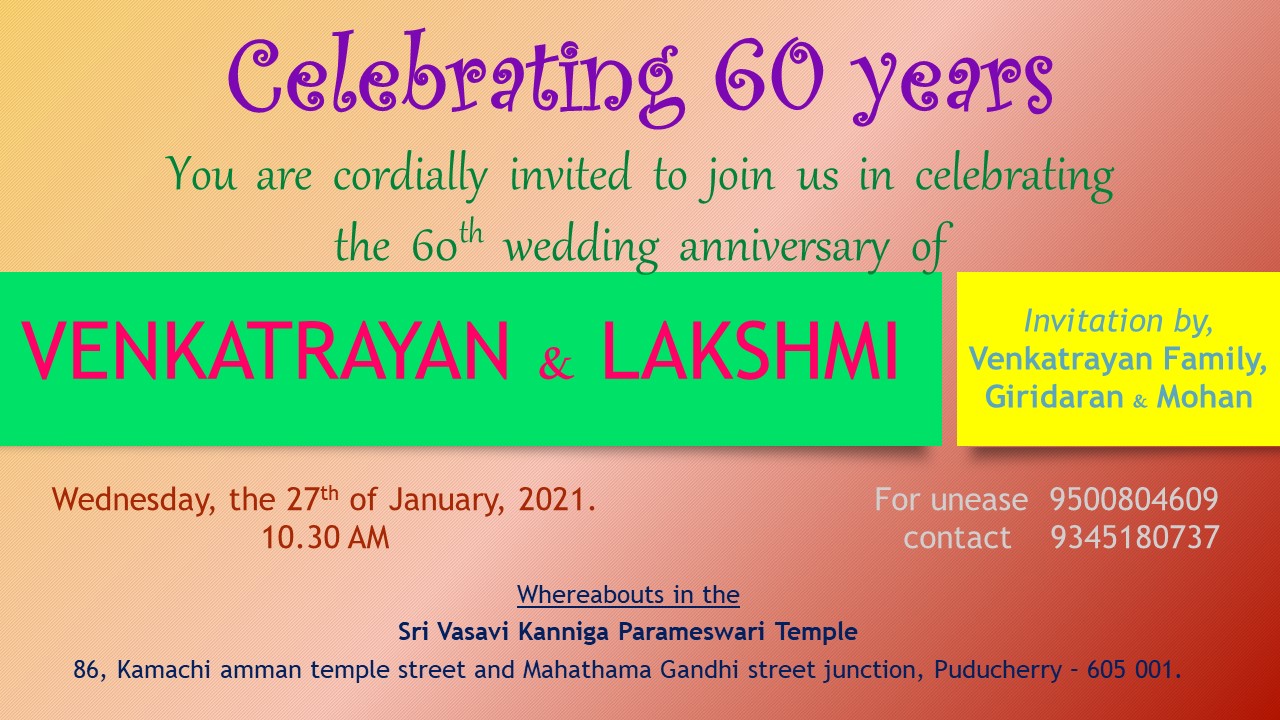 Celebrating 60 years
You are cordially invited to join us in celebrating
the 60th wedding anniversary of
VENKATRAYAN & LAKSHMI
Invitation by,
Venkatrayan Family,
Giridaran & Mohan
Wednesday, the 27th of January, 2021.
10.30 AM
For unease 9500804609
contact 9345180737
Whereabouts in the
Sri Vasavi Kanniga Parameswari Temple
86, Kamachi amman temple street and Mahathama Gandhi street junction, Puducherry – 605 001.